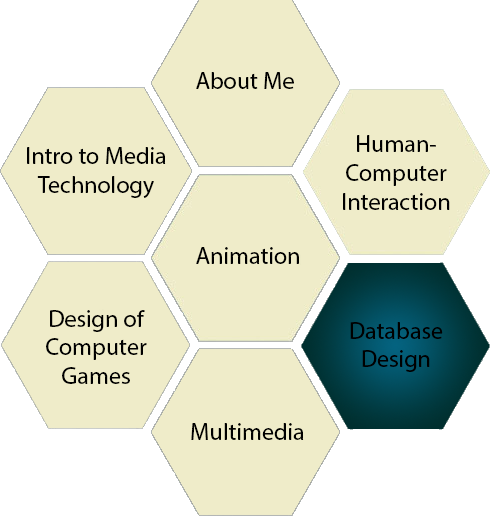 About Me
Intro to Media
Technology
Human-
Computer
Interaction
Animation
Design of
Computer
Games
Database
Design
Multimedia